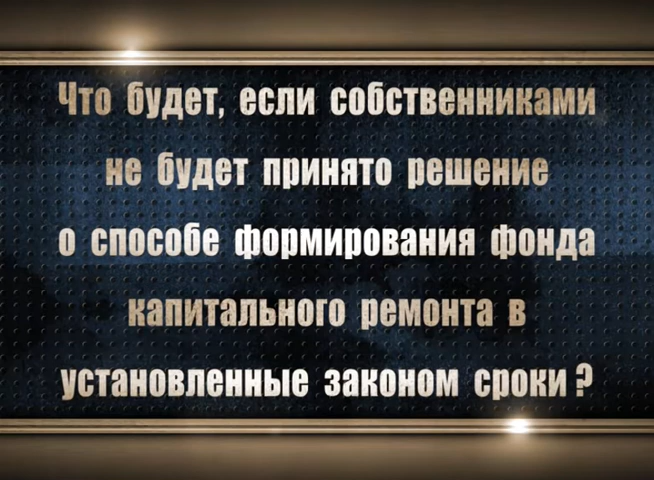 Что будет, если собственниками
не будет принято решение
о способе формирования фонда
капитального ремонта в
установленные законом сроки?